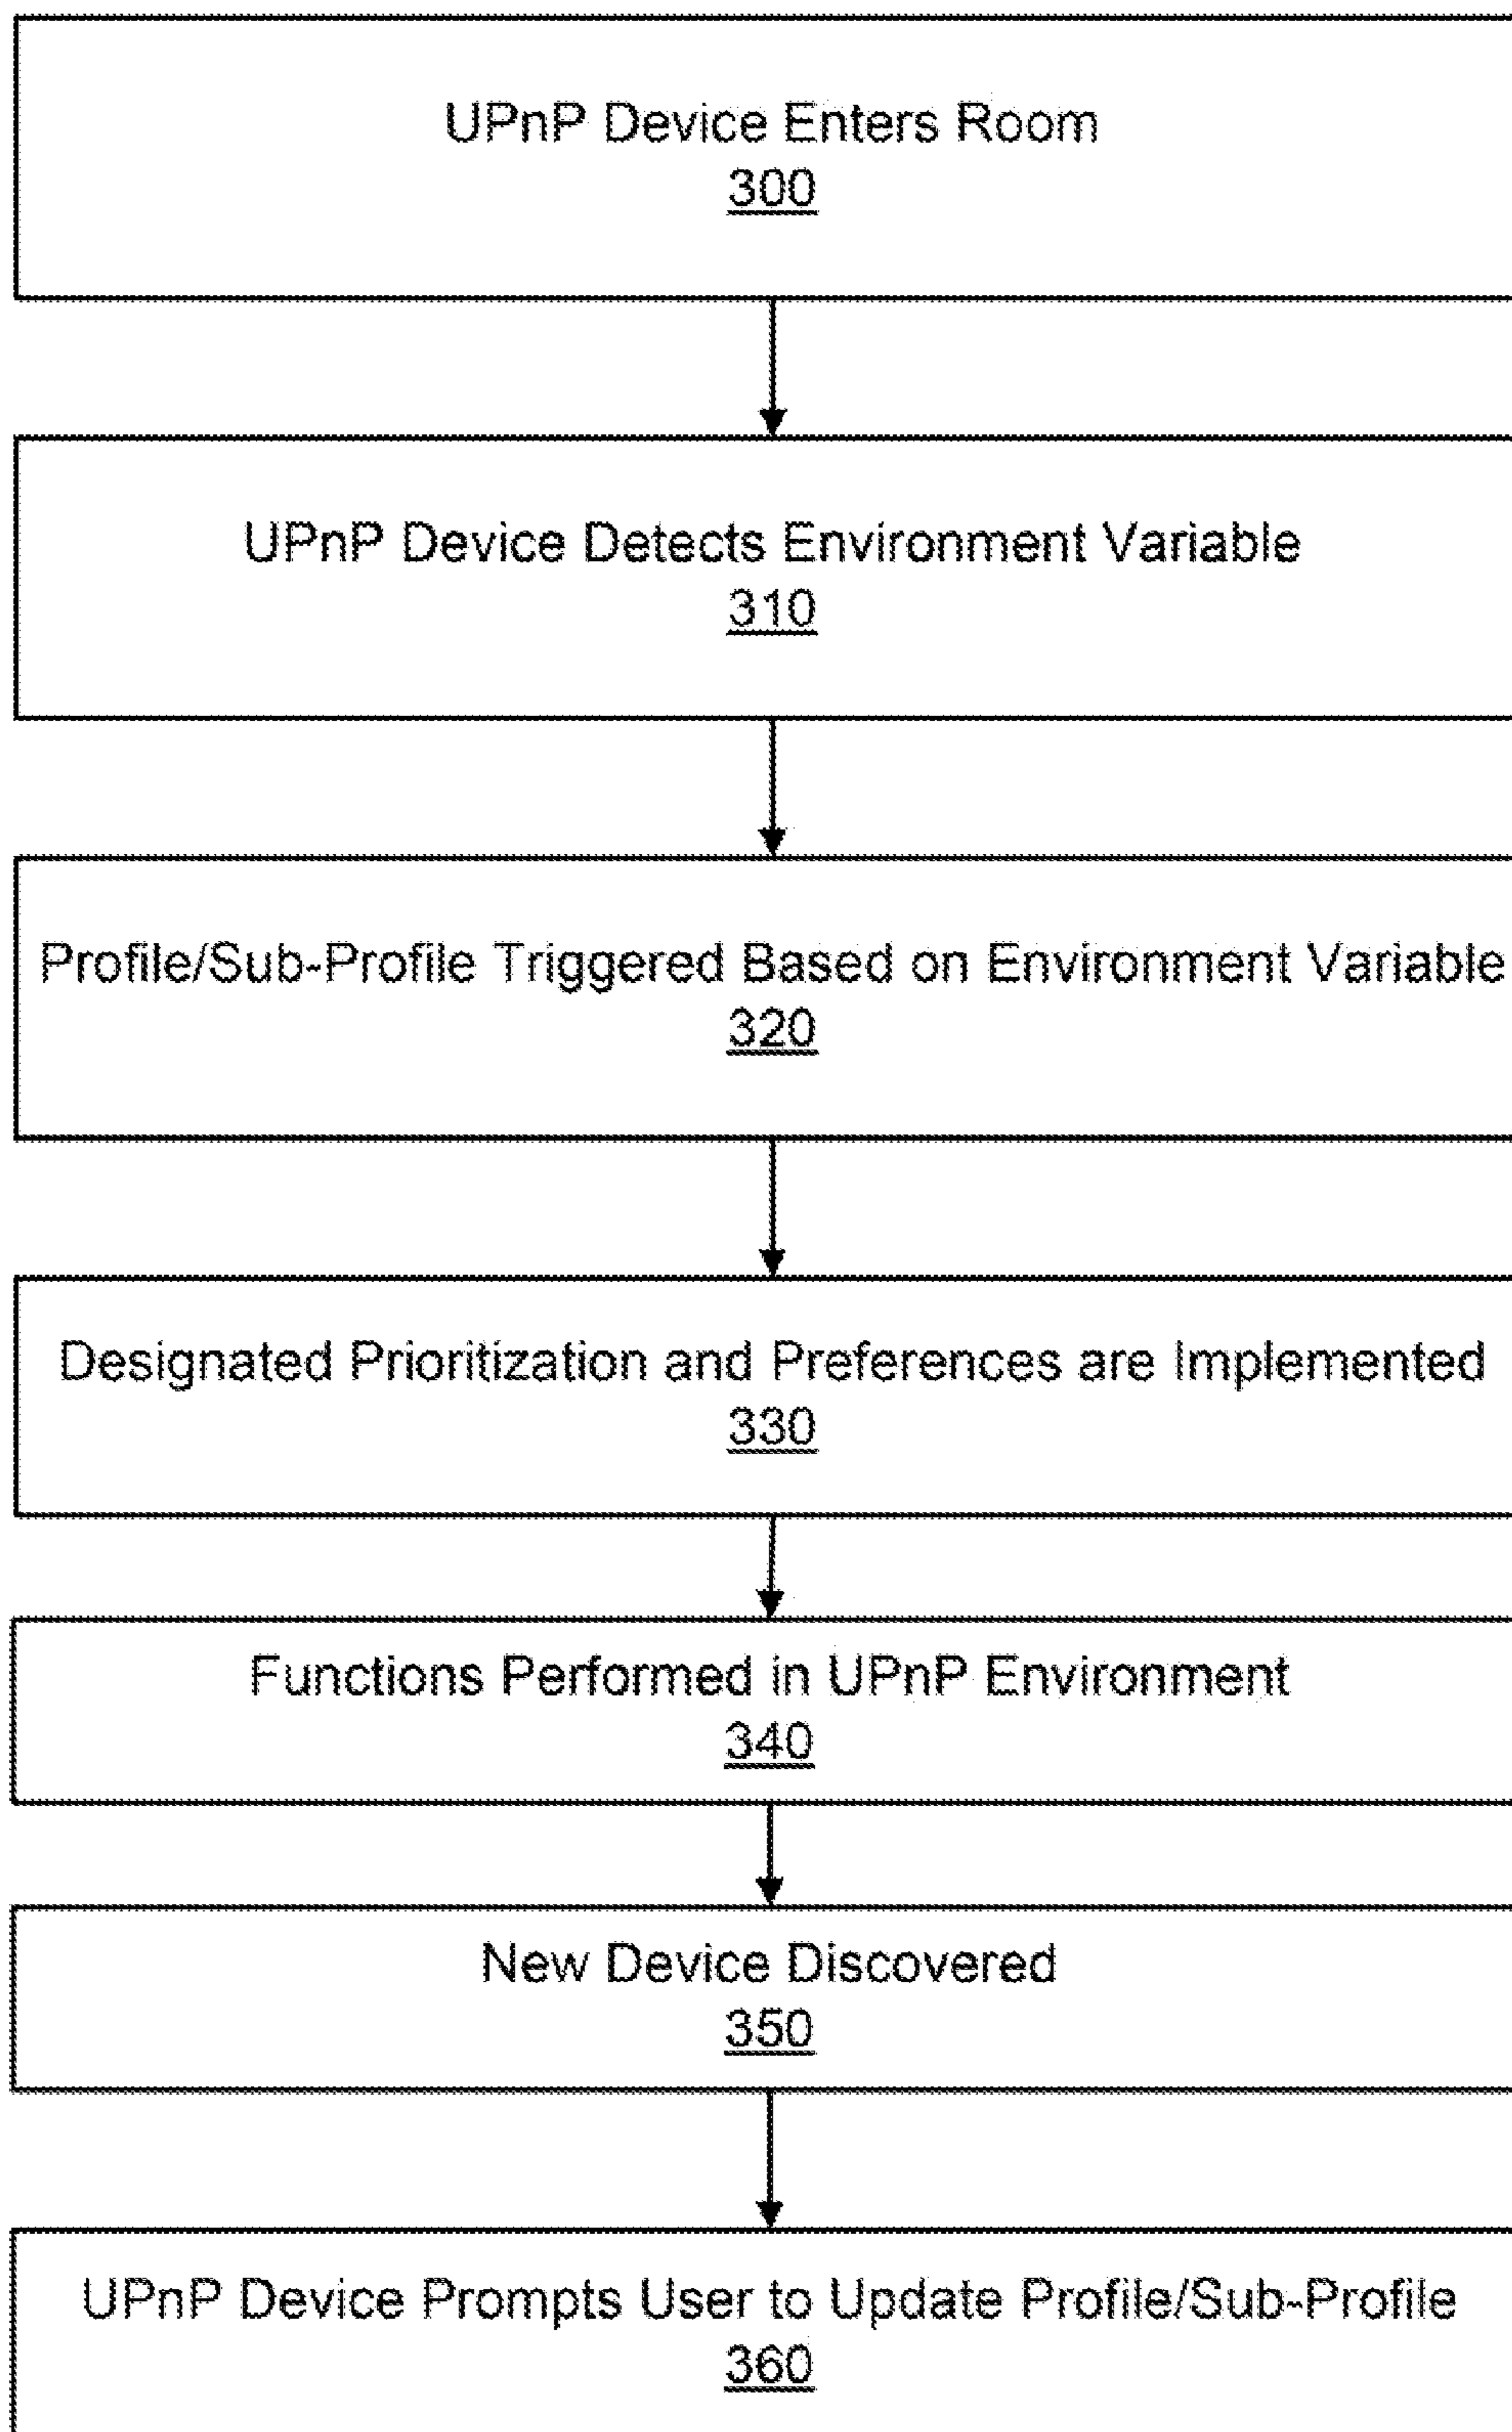 UPnP Device Enters Room
300
UPnP Device Detects Environment Variable
310
Profile/Sub-Profile Triggered Based on Environment Variable
320
Designated Prioritization and Preferences are Implemented
330
Functions Performed in UPnP Environment
340
New Device Discovered
350
UPnP Device Prompts User to Update Profile/Sub-Profile
360